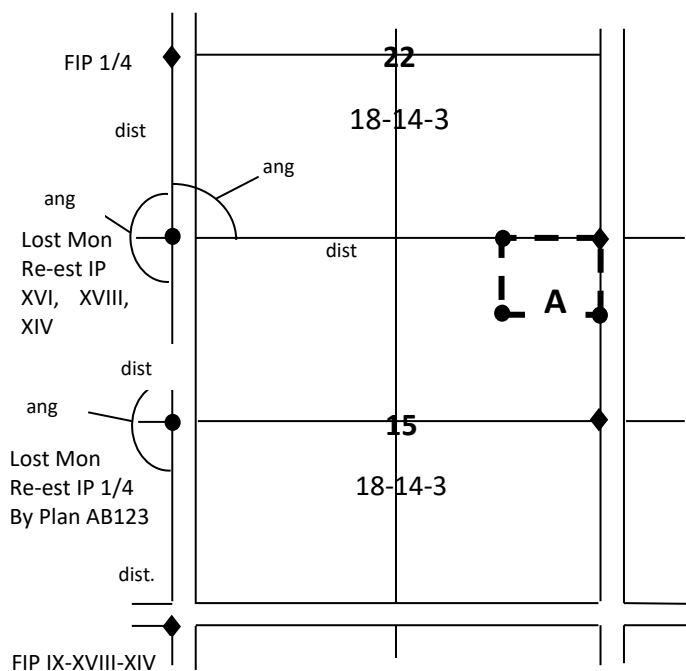 22
FIP 1/4
18-14-3
dist
ang
ang
Lost Mon
Re-est IP
XVI, XVIII,
XIV
dist
A
dist
ang
15
Lost Mon
Re-est IP 1/4
By Plan AB123
18-14-3
dist.
FIP IX-XVIII-XIV